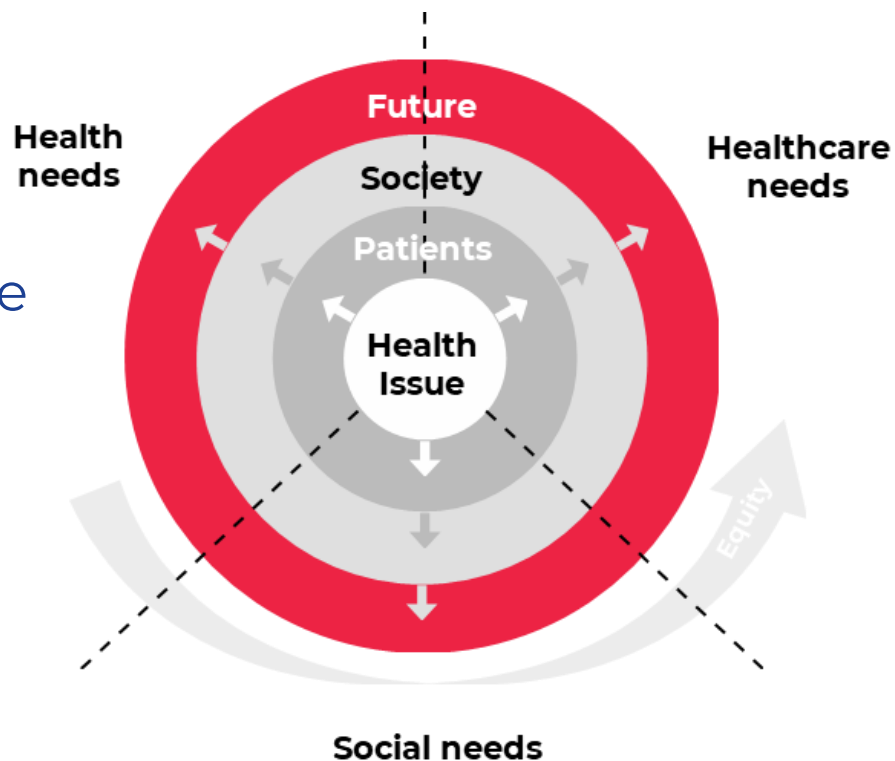 Future
Health
needs
Healthcare
needs
Society
Patients
e
Health
Issue
Equity
Social needs